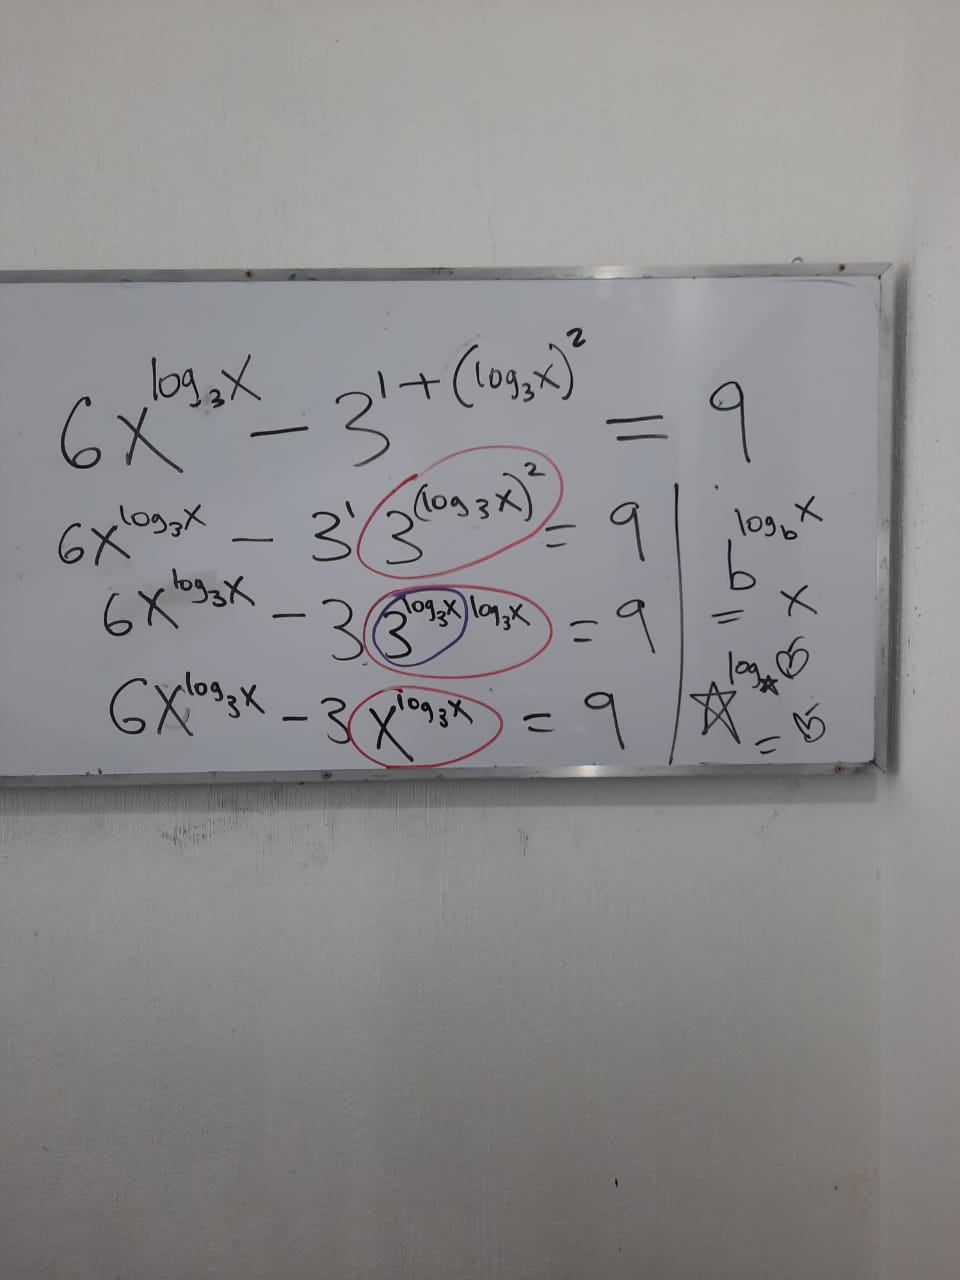 6x^{log_3 x} − 3^{1+(log_3 x)^2} = 9
6x^{log_3 x} − 3^1 3^{(log_3 x)^2} = 9
6x^{log_3 x} − 3 3^{log_3 x log_3 x} = 9
6x^{log_3 x} − 3 x^{log_3 x} = 9
b^{log_b x}
= x
☆^{log_★ ♡}
= ♡